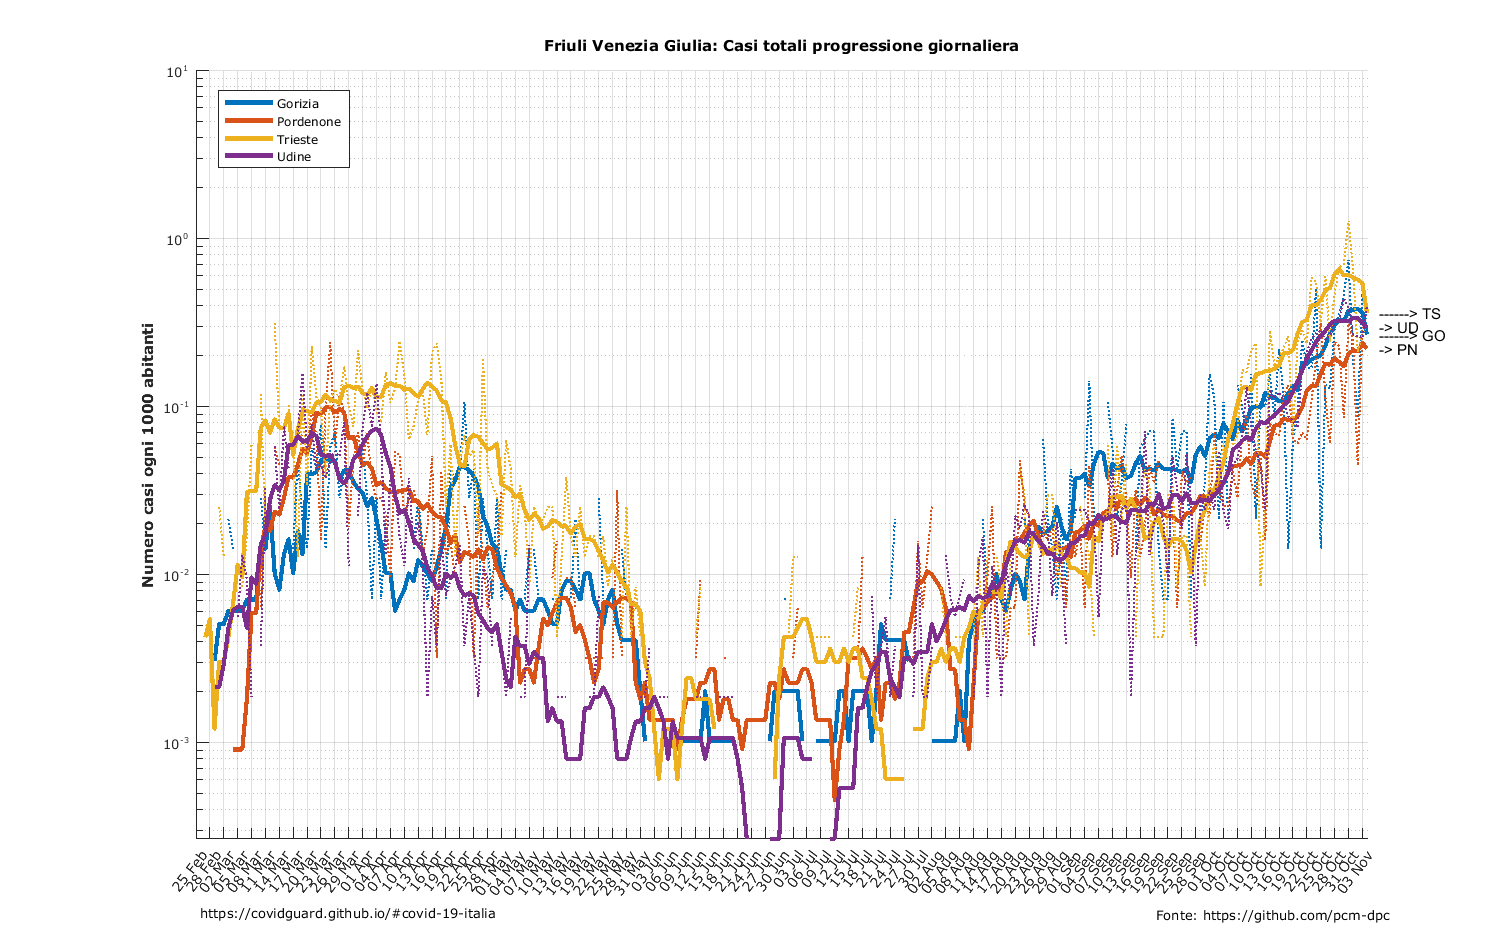 Friuli Venezia Giulia: Casi totali progressione giornaliera
Numero casi ogni 1000 abitanti
10^1
10^0
10^-1
10^-2
10^-3
Gorizia
Pordenone
Trieste
Udine
------> TS
-> UD
------> GO
-> PN
25 Feb
28 Feb
02 Mar
05 Mar
08 Mar
11 Mar
14 Mar
17 Mar
20 Mar
23 Mar
26 Mar
29 Mar
01 Apr
04 Apr
07 Apr
10 Apr
13 Apr
16 Apr
19 Apr
22 Apr
25 Apr
28 Apr
01 May
04 May
07 May
10 May
13 May
16 May
19 May
22 May
25 May
28 May
31 May
03 Jun
06 Jun
09 Jun
12 Jun
15 Jun
18 Jun
21 Jun
24 Jun
27 Jun
30 Jun
03 Jul
06 Jul
09 Jul
12 Jul
15 Jul
18 Jul
21 Jul
24 Jul
27 Jul
30 Jul
02 Aug
05 Aug
08 Aug
11 Aug
14 Aug
17 Aug
20 Aug
23 Aug
26 Aug
29 Aug
01 Sep
04 Sep
07 Sep
10 Sep
13 Sep
16 Sep
19 Sep
22 Sep
25 Sep
28 Sep
01 Oct
04 Oct
07 Oct
10 Oct
13 Oct
16 Oct
19 Oct
22 Oct
25 Oct
28 Oct
31 Oct
03 Nov
https://covidguard.github.io/#covid-19-italia
Fonte: https://github.com/pcm-dpc